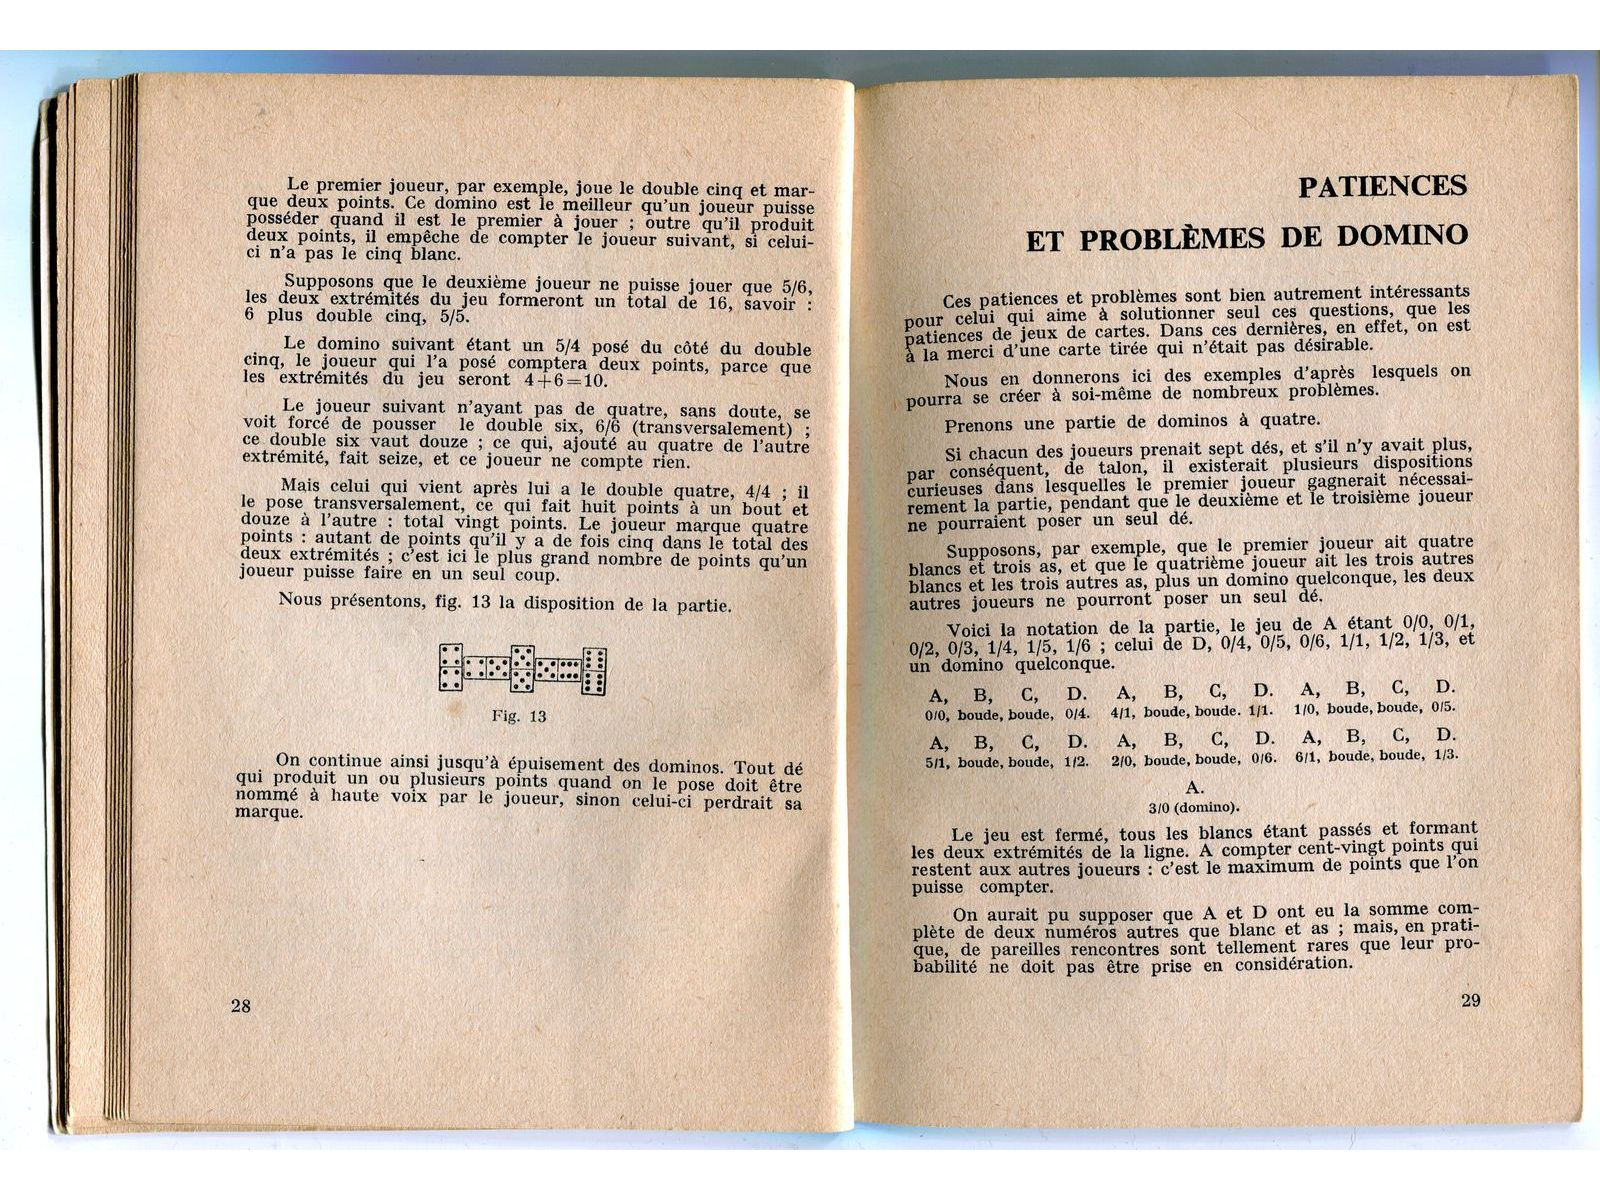 Le premier joueur, par exemple, joue le double cinq et mar-
que deux points. Ce domino est le meilleur qu'un joueur puisse
posséder quand il est le premier à jouer ; outre qu'il produit
deux points, il empêche de compter le joueur suivant, si celui-
ci n'a pas le cinq blanc.
Supposons que le deuxième joueur ne puisse jouer que 5/6,
les deux extrémités du jeu formeront un total de 16, savoir :
6 plus double cinq, 5/5.
Le domino suivant étant un 5/4 posé du côté du double
cinq, le joueur qui l'a posé comptera deux points, parce que
les extrémités du jeu seront 4+6=10.
Le joueur suivant n'ayant pas de quatre, sans doute, se
voit forcé de pousser le double six, 6/6 (transversalement) ;
ce double six vaut douze ; ce qui, ajouté au quatre de l'autre
extrémité, fait seize, et ce joueur ne compte rien.
Mais celui qui vient après lui a le double quatre, 4/4 ; il
le pose transversalement, ce qui fait huit points à un bout et
douze à l'autre : total vingt points. Le joueur marque quatre
points : autant de points qu'il y a de fois cinq dans le total des
deux extrémités ; c'est ici le plus grand nombre de points qu'un
joueur puisse faire en un seul coup.
Nous présentons, fig. 13 la disposition de la partie.
Fig. 13
On continue ainsi jusqu'à épuisement des dominos. Tout dé
qui produit un ou plusieurs points quand on le pose doit être
nommé à haute voix par le joueur, sinon celui-ci perdrait sa
marque.
28
PATIENCES
ET PROBLÈMES DE DOMINO
Ces patiences et problèmes sont bien autrement intéressants
pour celui qui aime à solutionner seul ces questions, que les
patiences de jeux de cartes. Dans ces dernières, en effet, on est
à la merci d'une carte tirée qui n'était pas désirable.
Nous en donnerons ici des exemples d'après lesquels on
pourra se créer à soi-même de nombreux problèmes.
Prenons une partie de dominos à quatre.
Si chacun des joueurs prenait sept dés, et s'il n'y avait plus,
par conséquent, de talon, il existerait plusieurs dispositions
curieuses dans lesquelles le premier joueur gagnerait nécessai-
rement la partie, pendant que le deuxième et le troisième joueur
ne pourraient poser un seul dé.
Supposons, par exemple, que le premier joueur ait quatre
blancs et trois as, et que le quatrième joueur ait les trois autres
blancs et les trois autres as, plus un domino quelconque, les deux
autres joueurs ne pourront poser un seul dé.
Voici la notation de la partie, le jeu de A étant 0/0, 0/1,
0/2, 0/3, 1/4, 1/5, 1/6 ; celui de D, 0/4, 0/5, 0/6, 1/1, 1/2, 1/3, et
un domino quelconque.
A, B, C, D. A, B, C, D. A, B, C, D.
0/0, boude, boude, 0/4. 4/1, boude, boude. 1/1. 1/0, boude, boude, 0/5.
A, B, C, D. A, B, C, D. A, B, C, D.
5/1, boude, boude, 1/2. 2/0, boude, boude, 0/6. 6/1, boude, boude, 1/3.
A.
3/0 (domino).
Le jeu est fermé, tous les blancs étant passés et formant
les deux extrémités de la ligne. A compter cent-vingt points qui
restent aux autres joueurs : c'est le maximum de points que l'on
puisse compter.
On aurait pu supposer que A et D ont eu la somme com-
plète de deux numéros autres que blanc et as ; mais, en prati-
que, de pareilles rencontres sont tellement rares que leur pro-
babilité ne doit pas être prise en considération.
29